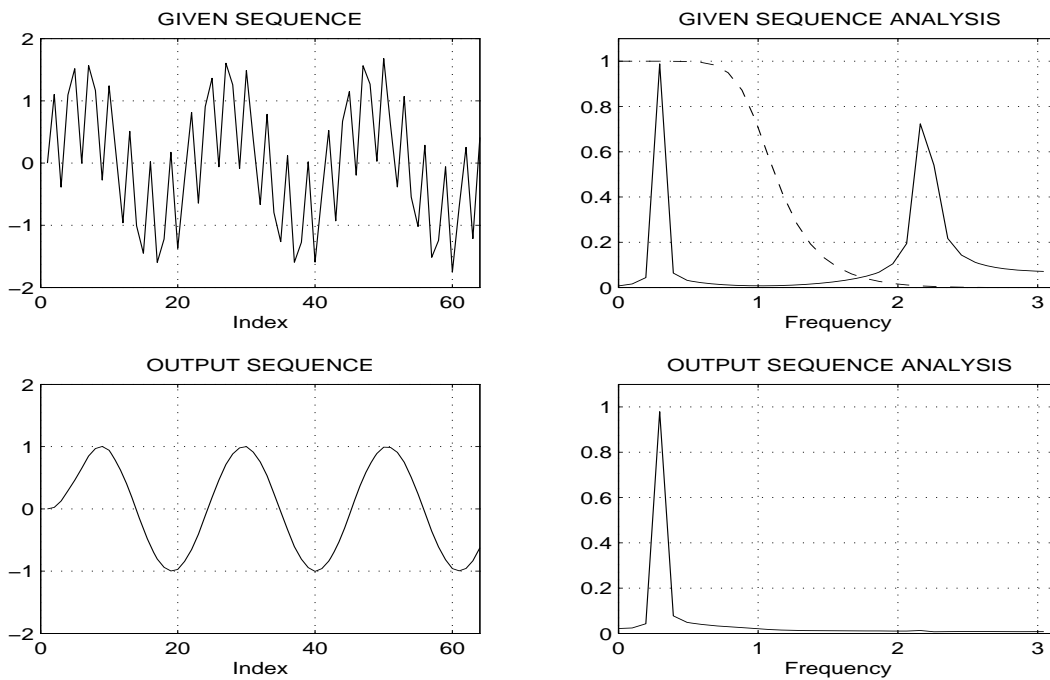 GIVEN SEQUENCE
2
1
0
−1
−2
0 20 40 60
Index
GIVEN SEQUENCE ANALYSIS
1
0.8
0.6
0.4
0.2
0
0 1 2 3
Frequency
OUTPUT SEQUENCE
2
1
0
−1
−2
0 20 40 60
Index
OUTPUT SEQUENCE ANALYSIS
1
0.8
0.6
0.4
0.2
0
0 1 2 3
Frequency